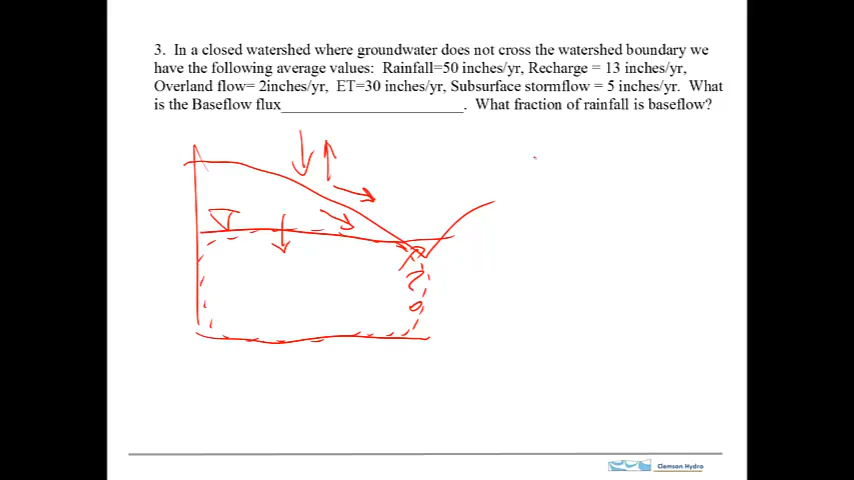 3. In a closed watershed where groundwater does not cross the watershed boundary we
have the following average values: Rainfall=50 inches/yr, Recharge = 13 inches/yr,
Overland flow= 2inches/yr, ET=30 inches/yr, Subsurface stormflow = 5 inches/yr. What
is the Baseflow flux_______________________. What fraction of rainfall is baseflow?
?
Clemson Hydro